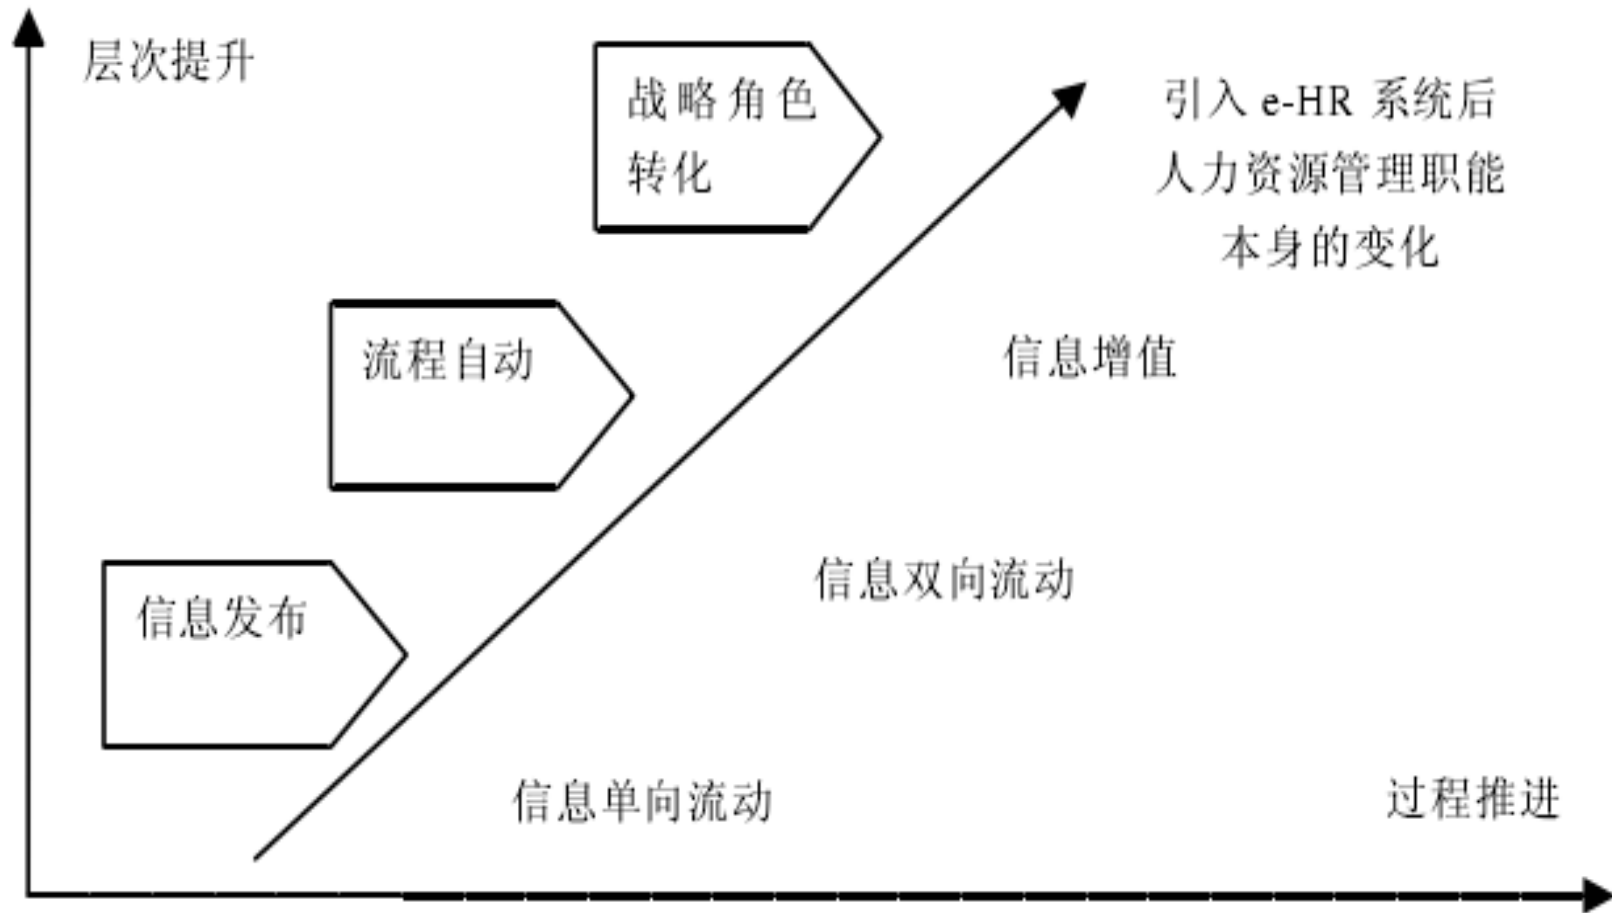 层次提升
战略角色
转化
引入 e-HR 系统后
人力资源管理职能
本身的变化
流程自动
信息增值
信息发布
信息双向流动
信息单向流动
过程推进